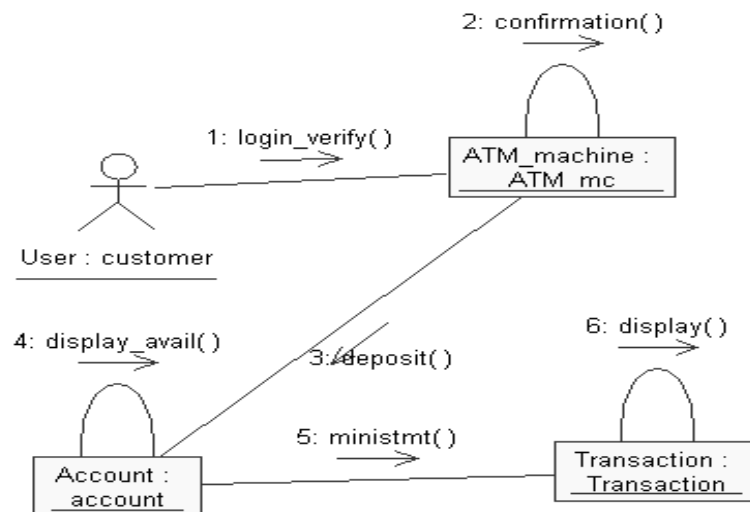 2: confirmation( )
1: login_verify( )
ATM_machine :
ATM_mc
User : customer
4: display_avail( )
3: deposit( )
6: display( )
5: ministmt( )
Account :
account
Transaction :
Transaction